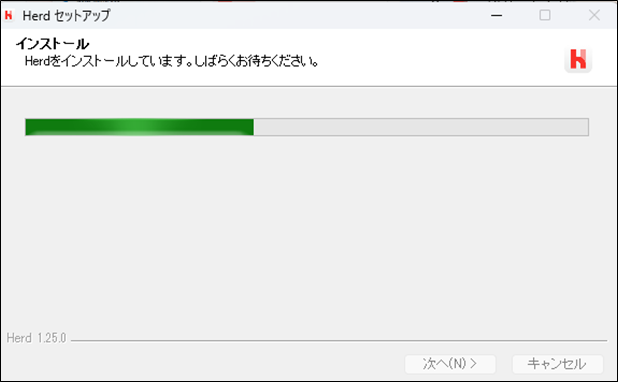 Herd セットアップ
インストール
Herdをインストールしています。しばらくお待ちください。
Herd 1.25.0
次へ(N) >
キャンセル